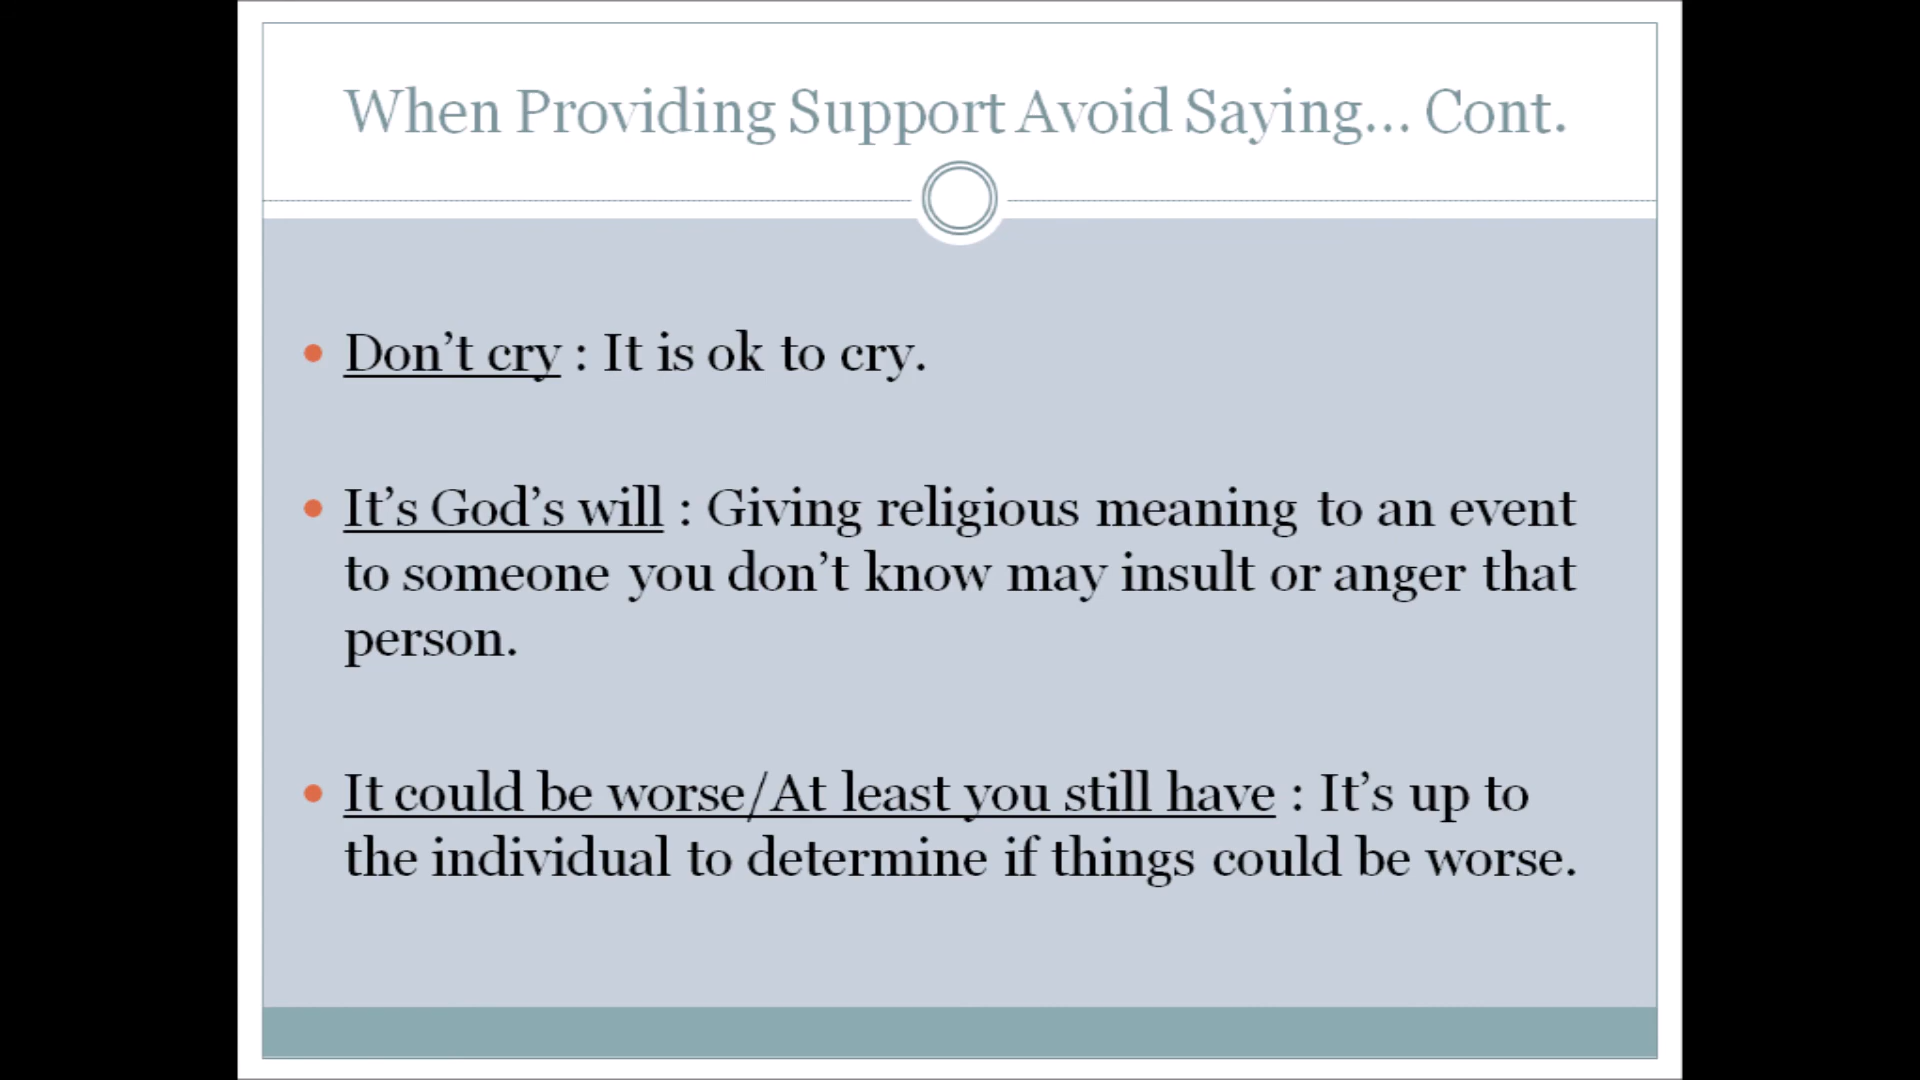 When Providing Support Avoid Saying... Cont.
Don't cry : It is ok to cry.
It's God's will : Giving religious meaning to an event
to someone you don't know may insult or anger that
person.
It could be worse/At least you still have : It's up to
the individual to determine if things could be worse.